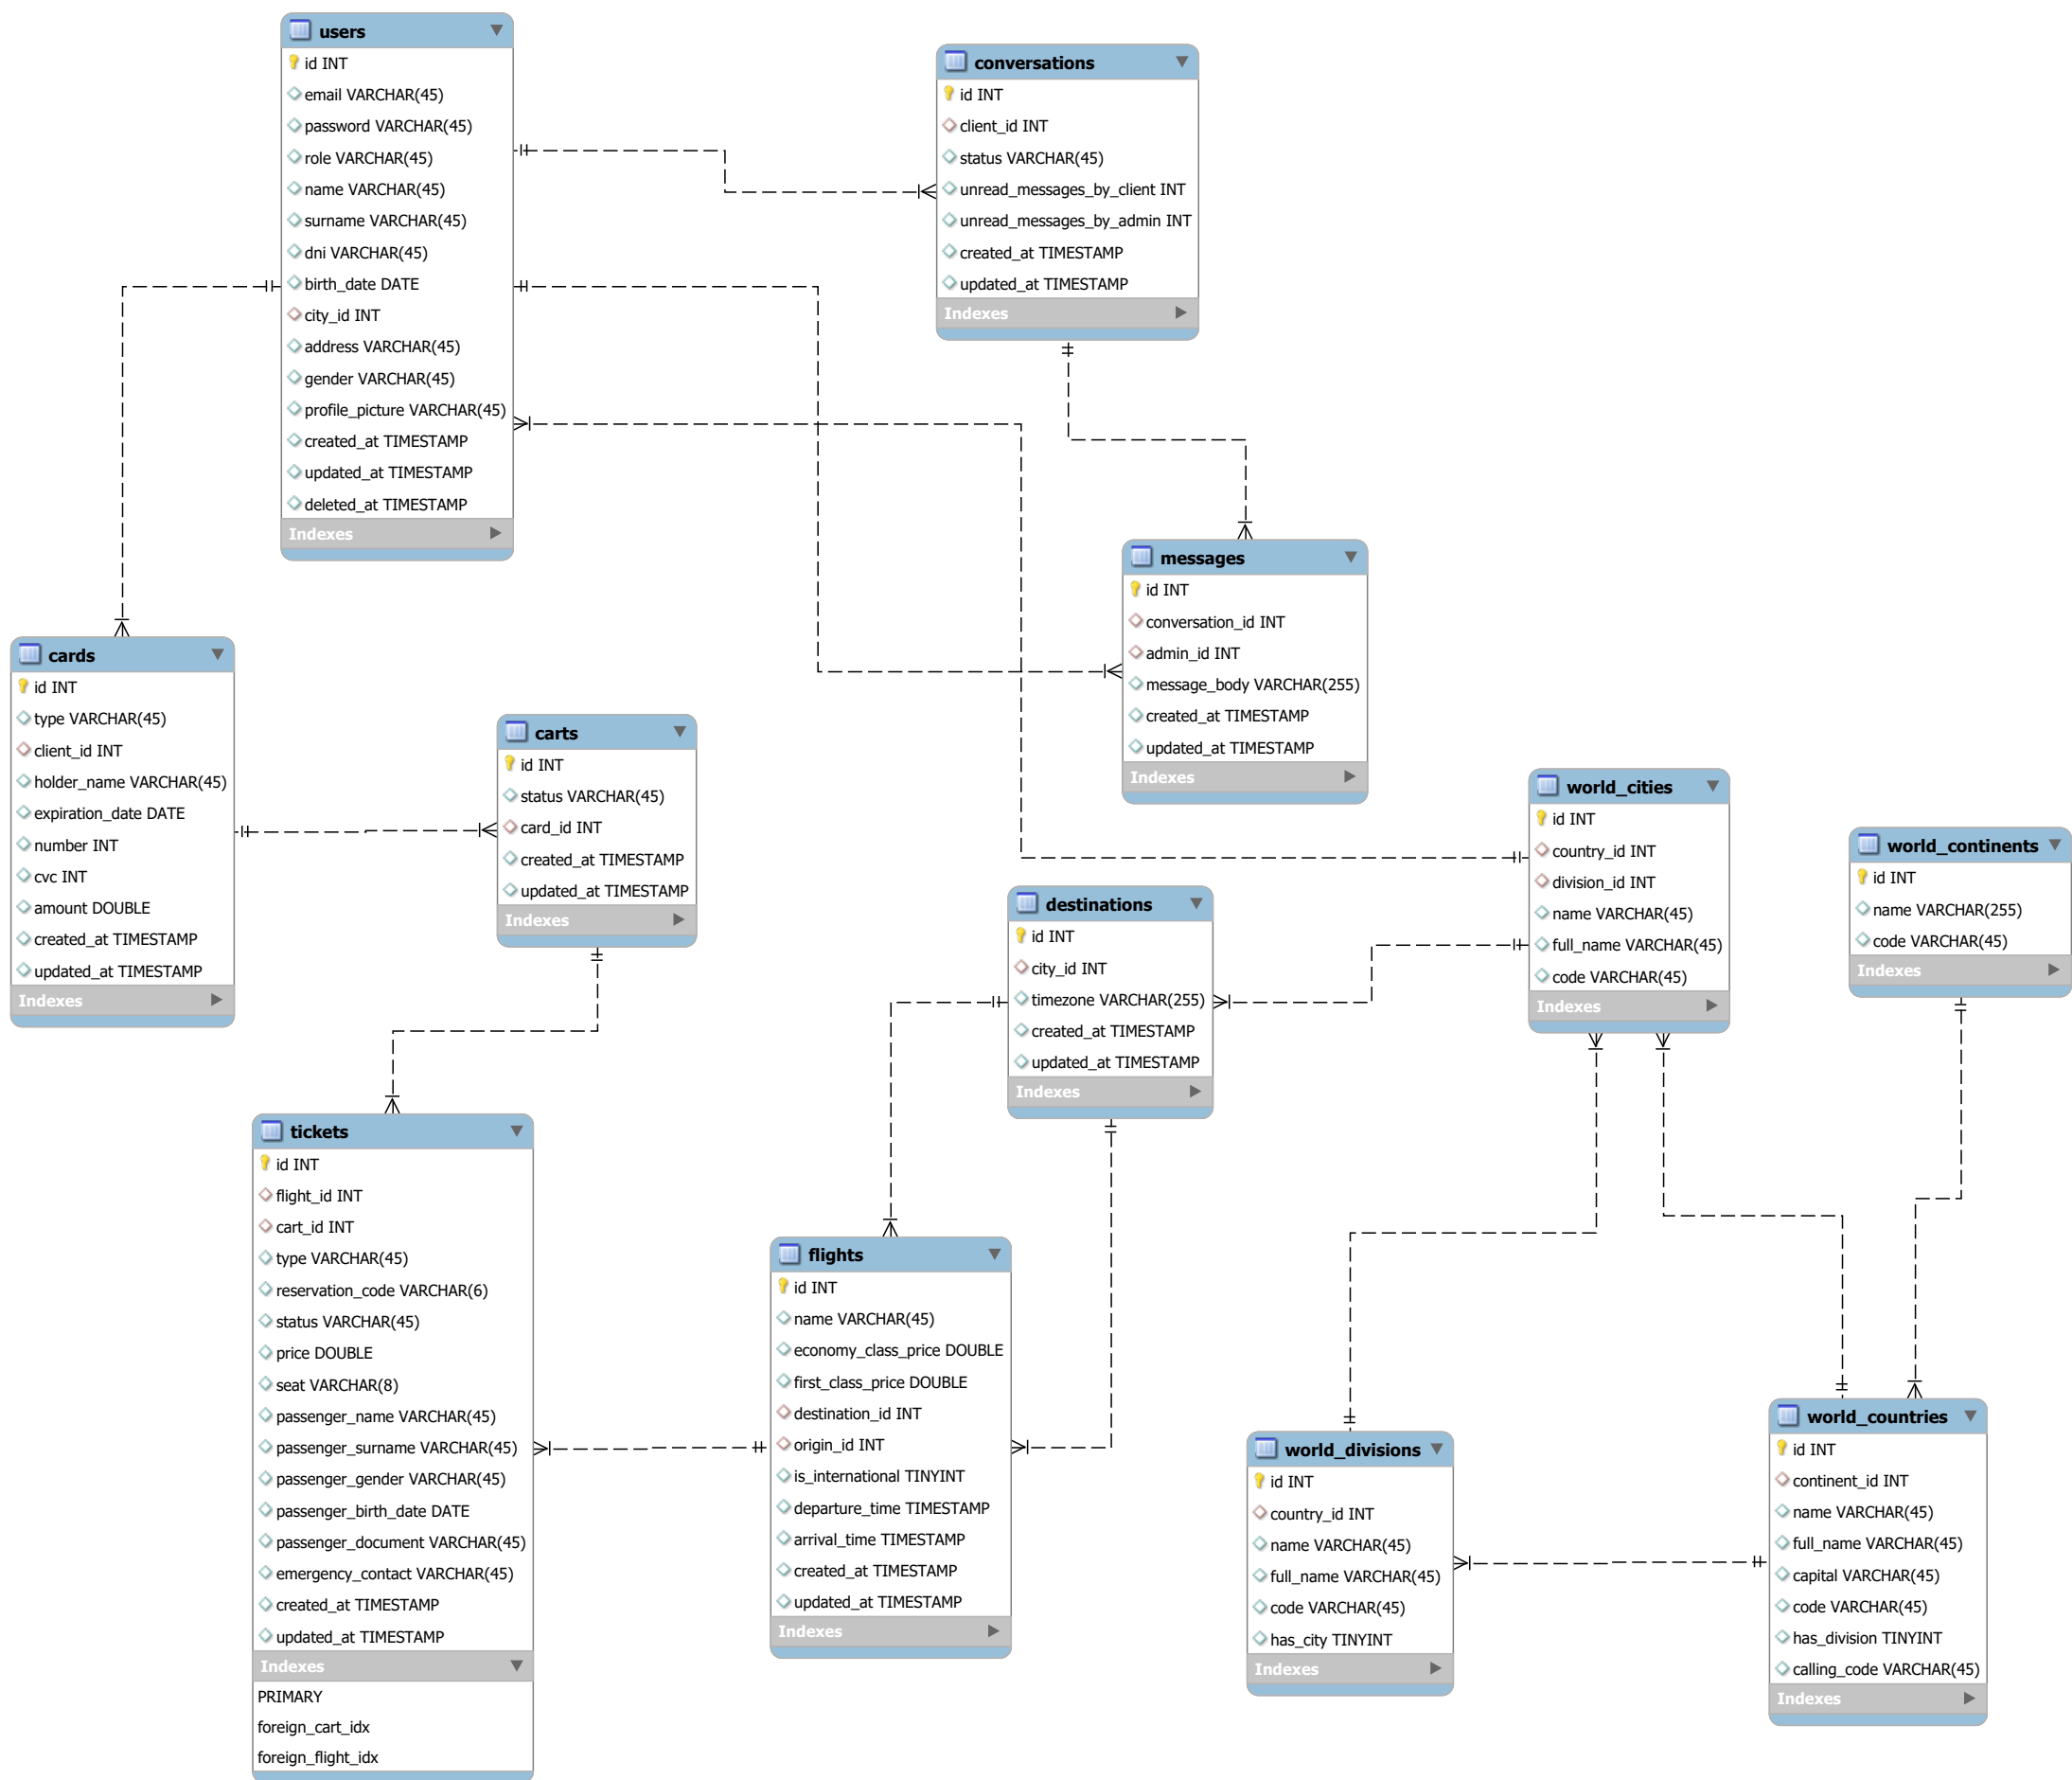 users
id INT
email VARCHAR(45)
password VARCHAR(45)
role VARCHAR(45)
name VARCHAR(45)
surname VARCHAR(45)
dni VARCHAR(45)
birth_date DATE
city_id INT
address VARCHAR(45)
gender VARCHAR(45)
profile_picture VARCHAR(45)
created_at TIMESTAMP
updated_at TIMESTAMP
deleted_at TIMESTAMP
Indexes
conversations
id INT
client_id INT
status VARCHAR(45)
unread_messages_by_client INT
unread_messages_by_admin INT
created_at TIMESTAMP
updated_at TIMESTAMP
Indexes
messages
id INT
conversation_id INT
admin_id INT
message_body VARCHAR(255)
created_at TIMESTAMP
updated_at TIMESTAMP
Indexes
cards
id INT
type VARCHAR(45)
client_id INT
holder_name VARCHAR(45)
expiration_date DATE
number INT
cvc INT
amount DOUBLE
created_at TIMESTAMP
updated_at TIMESTAMP
Indexes
carts
id INT
status VARCHAR(45)
card_id INT
created_at TIMESTAMP
updated_at TIMESTAMP
Indexes
world_cities
id INT
country_id INT
division_id INT
name VARCHAR(45)
full_name VARCHAR(45)
code VARCHAR(45)
Indexes
world_continents
id INT
name VARCHAR(255)
code VARCHAR(45)
Indexes
destinations
id INT
city_id INT
timezone VARCHAR(255)
created_at TIMESTAMP
updated_at TIMESTAMP
Indexes
tickets
id INT
flight_id INT
cart_id INT
type VARCHAR(45)
reservation_code VARCHAR(6)
status VARCHAR(45)
price DOUBLE
seat VARCHAR(8)
passenger_name VARCHAR(45)
passenger_surname VARCHAR(45)
passenger_gender VARCHAR(45)
passenger_birth_date DATE
passenger_document VARCHAR(45)
emergency_contact VARCHAR(45)
created_at TIMESTAMP
updated_at TIMESTAMP
Indexes
PRIMARY
foreign_cart_idx
foreign_flight_idx
flights
id INT
name VARCHAR(45)
economy_class_price DOUBLE
first_class_price DOUBLE
destination_id INT
origin_id INT
is_international TINYINT
departure_time TIMESTAMP
arrival_time TIMESTAMP
created_at TIMESTAMP
updated_at TIMESTAMP
Indexes
world_divisions
id INT
country_id INT
name VARCHAR(45)
full_name VARCHAR(45)
code VARCHAR(45)
has_city TINYINT
Indexes
world_countries
id INT
continent_id INT
name VARCHAR(45)
full_name VARCHAR(45)
capital VARCHAR(45)
code VARCHAR(45)
has_division TINYINT
calling_code VARCHAR(45)
Indexes